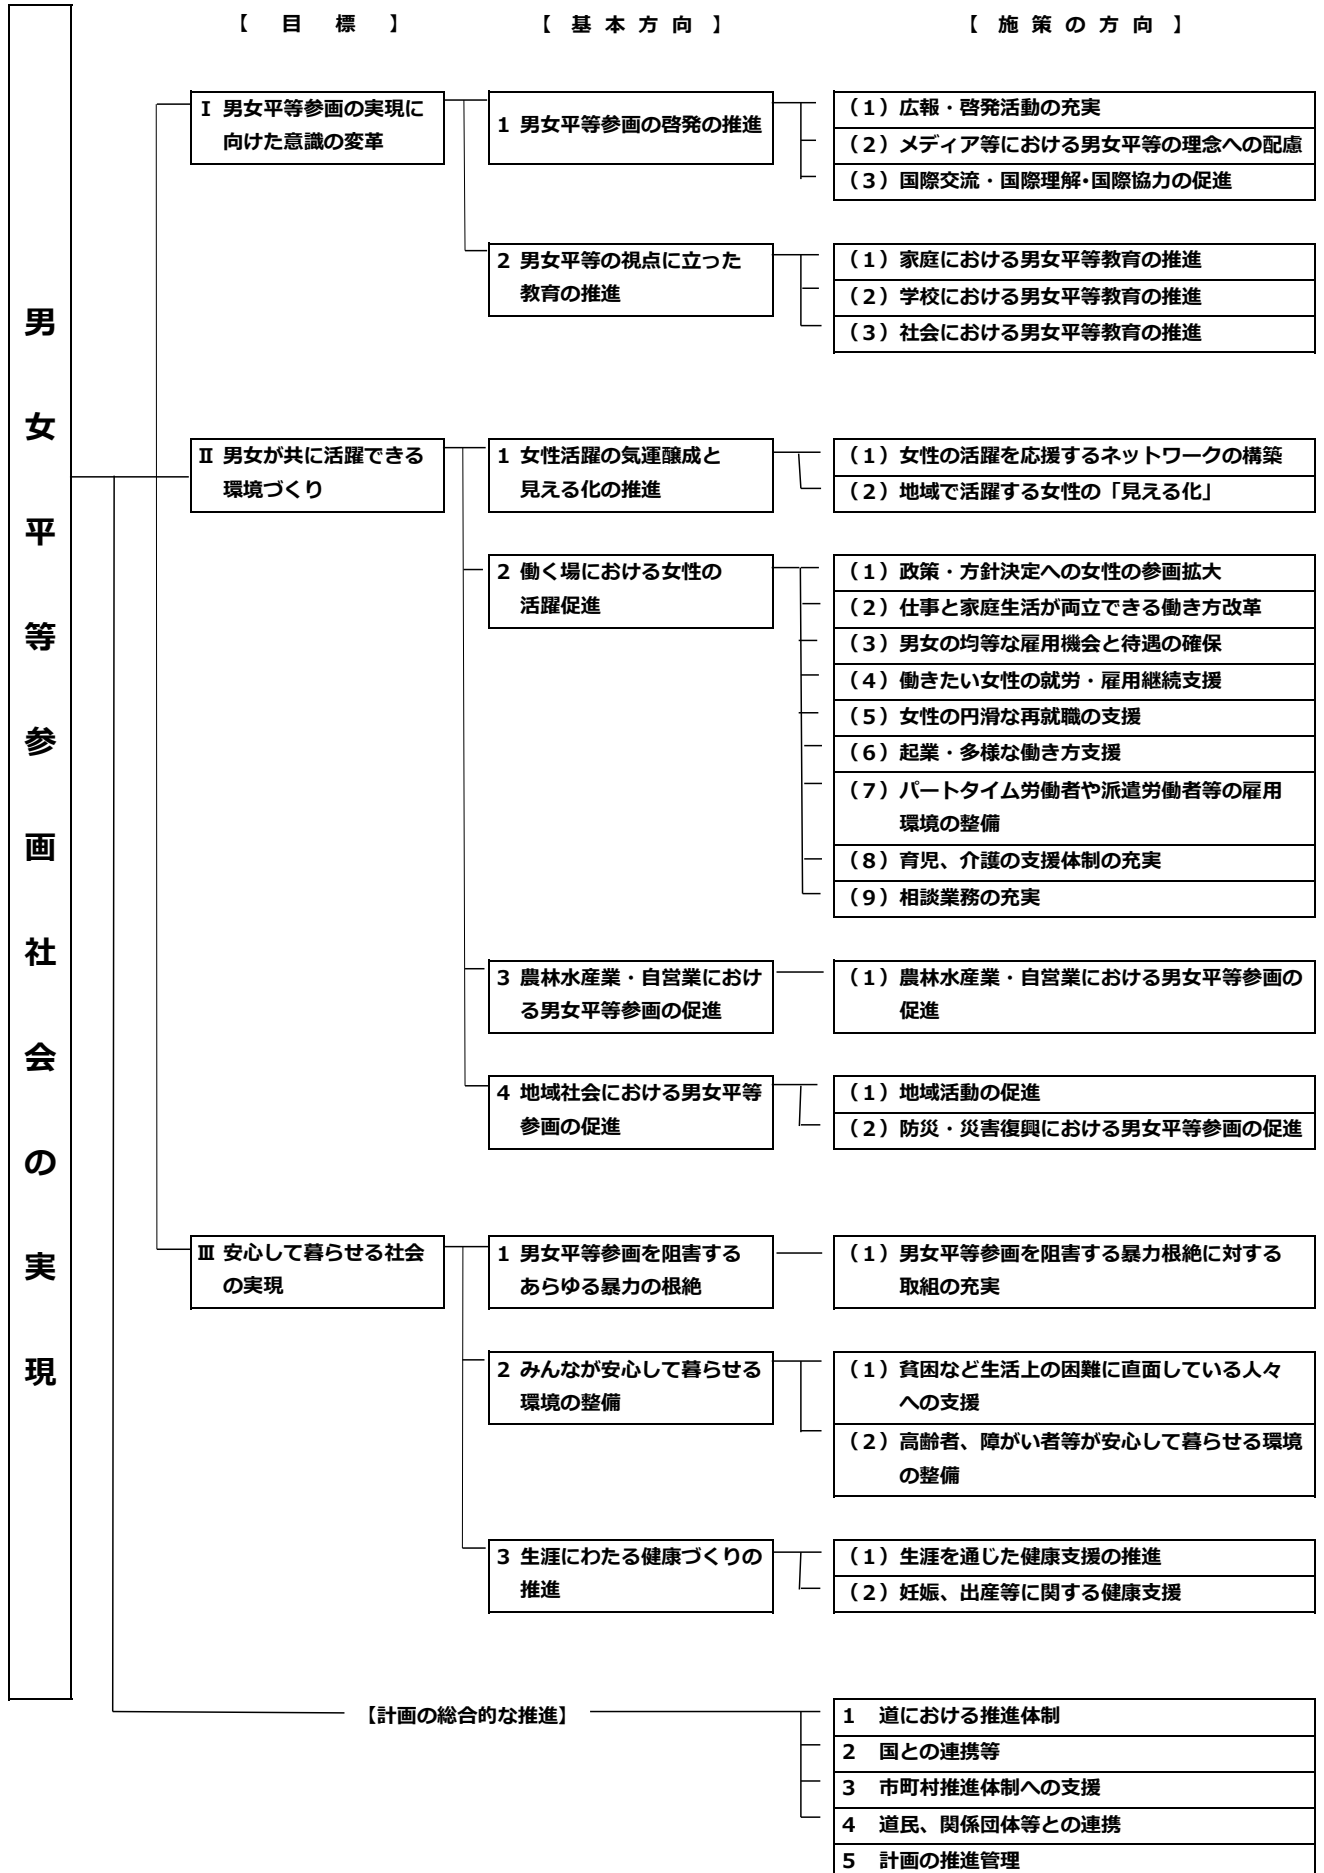 【 目 標 】 【 基 本 方 向 】 【 施 策 の 方 向 】
男女平等参画社会の実現
Ⅰ 男女平等参画の実現に
向けた意識の変革
1 男女平等参画の啓発の推進
（１）広報・啓発活動の充実
（２）メディア等における男女平等の理念への配慮
（３）国際交流・国際理解･国際協力の促進
2 男女平等の視点に立った
教育の推進
（１）家庭における男女平等教育の推進
（２）学校における男女平等教育の推進
（３）社会における男女平等教育の推進
Ⅱ 男女が共に活躍できる
環境づくり
1 女性活躍の気運醸成と
見える化の推進
（１）女性の活躍を応援するネットワークの構築
（２）地域で活躍する女性の「見える化」
2 働く場における女性の
活躍促進
（１）政策・方針決定への女性の参画拡大
（２）仕事と家庭生活が両立できる働き方改革
（３）男女の均等な雇用機会と待遇の確保
（４）働きたい女性の就労・雇用継続支援
（５）女性の円滑な再就職の支援
（６）起業・多様な働き方支援
（７）パートタイム労働者や派遣労働者等の雇用
環境の整備
（８）育児、介護の支援体制の充実
（９）相談業務の充実
3 農林水産業・自営業におけ
る男女平等参画の促進
（１）農林水産業・自営業における男女平等参画の
促進
4 地域社会における男女平等
参画の促進
（１）地域活動の促進
（２）防災・災害復興における男女平等参画の促進
Ⅲ 安心して暮らせる社会
の実現
1 男女平等参画を阻害する
あらゆる暴力の根絶
（１）男女平等参画を阻害する暴力根絶に対する
取組の充実
2 みんなが安心して暮らせる
環境の整備
（１）貧困など生活上の困難に直面している人々
への支援
（２）高齢者、障がい者等が安心して暮らせる環境
の整備
3 生涯にわたる健康づくりの
推進
（１）生涯を通じた健康支援の推進
（２）妊娠、出産等に関する健康支援
【計画の総合的な推進】
1 道における推進体制
2 国との連携等
3 市町村推進体制への支援
4 道民、関係団体等との連携
5 計画の推進管理